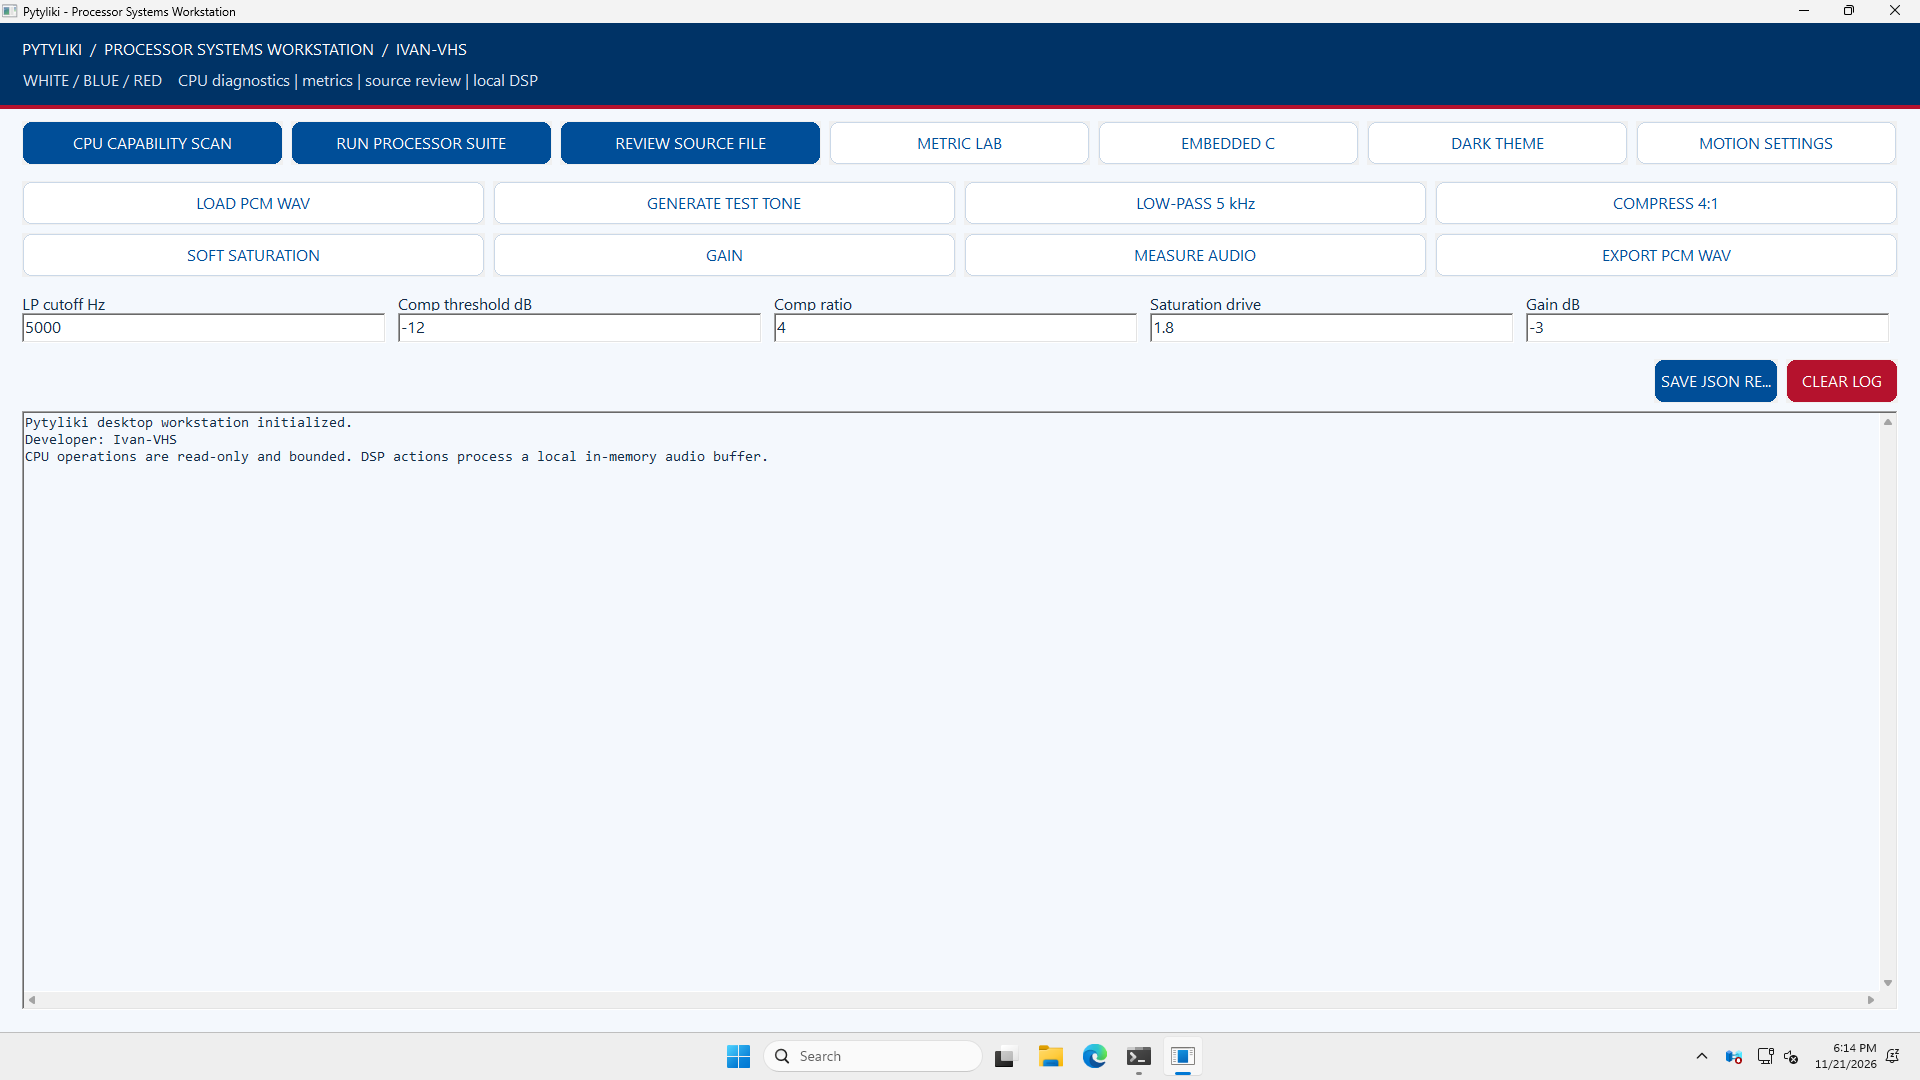 Pytyliki - Processor Systems Workstation
PYTYLIKI / PROCESSOR SYSTEMS WORKSTATION / IVAN-VHS
WHITE / BLUE / RED CPU diagnostics | metrics | source review | local DSP
CPU CAPABILITY SCAN RUN PROCESSOR SUITE REVIEW SOURCE FILE METRIC LAB EMBEDDED C DARK THEME MOTION SETTINGS
LOAD PCM WAV GENERATE TEST TONE LOW-PASS 5 kHz COMPRESS 4:1
SOFT SATURATION GAIN MEASURE AUDIO EXPORT PCM WAV
LP cutoff Hz Comp threshold dB Comp ratio Saturation drive Gain dB
5000 -12 4 1.8 -3
SAVE JSON RE... CLEAR LOG
Pytyliki desktop workstation initialized.
Developer: Ivan-VHS
CPU operations are read-only and bounded. DSP actions process a local in-memory audio buffer.
Search
6:14 PM
11/21/2026